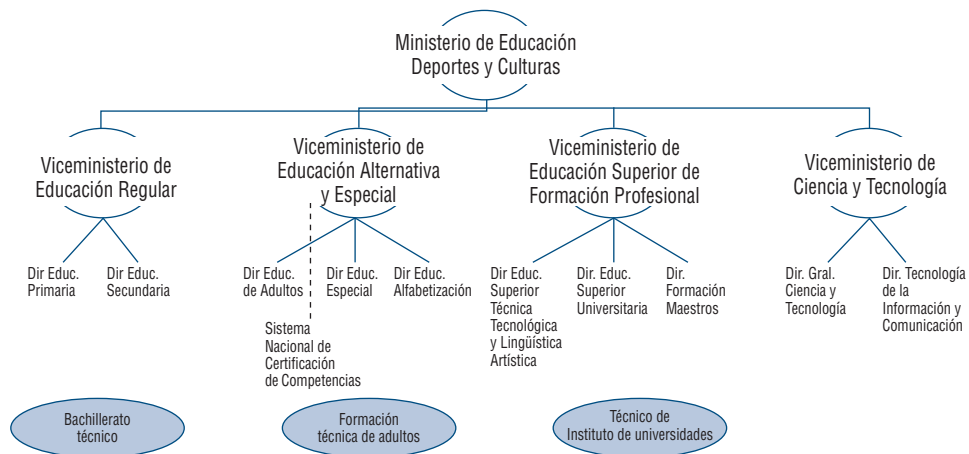 Ministerio de Educación
Deportes y Culturas
Viceministerio de
Educación Regular
Viceministerio de
Educación Alternativa
y Especial
Viceministerio de
Educación Superior de
Formación Profesional
Viceministerio de
Ciencia y Tecnología
Dir Educ.
Primaria
Dir Educ.
Secundaria
Dir Educ.
de Adultos
Dir Educ.
Especial
Dir Educ.
Alfabetización
Sistema
Nacional de
Certificación
de Competencias
Dir Educ.
Superior
Técnica
Tecnológica
y Lingüística
Artística
Dir. Educ.
Superior
Universitaria
Dir.
Formación
Maestros
Dir. Gral.
Ciencia y
Tecnología
Dir. Tecnología
de la
Información y
Comunicación
Bachillerato
técnico
Formación
técnica de adultos
Técnico de
Instituto de universidades